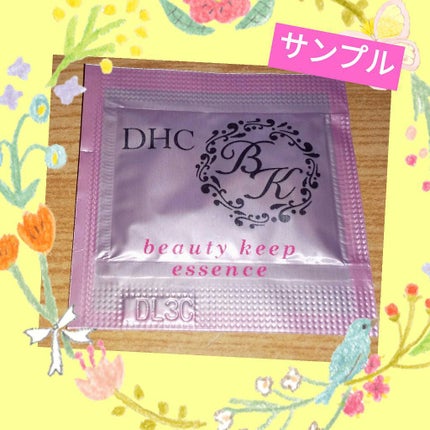 サンプル
DHC
BK
beauty keep
essence
DL3C